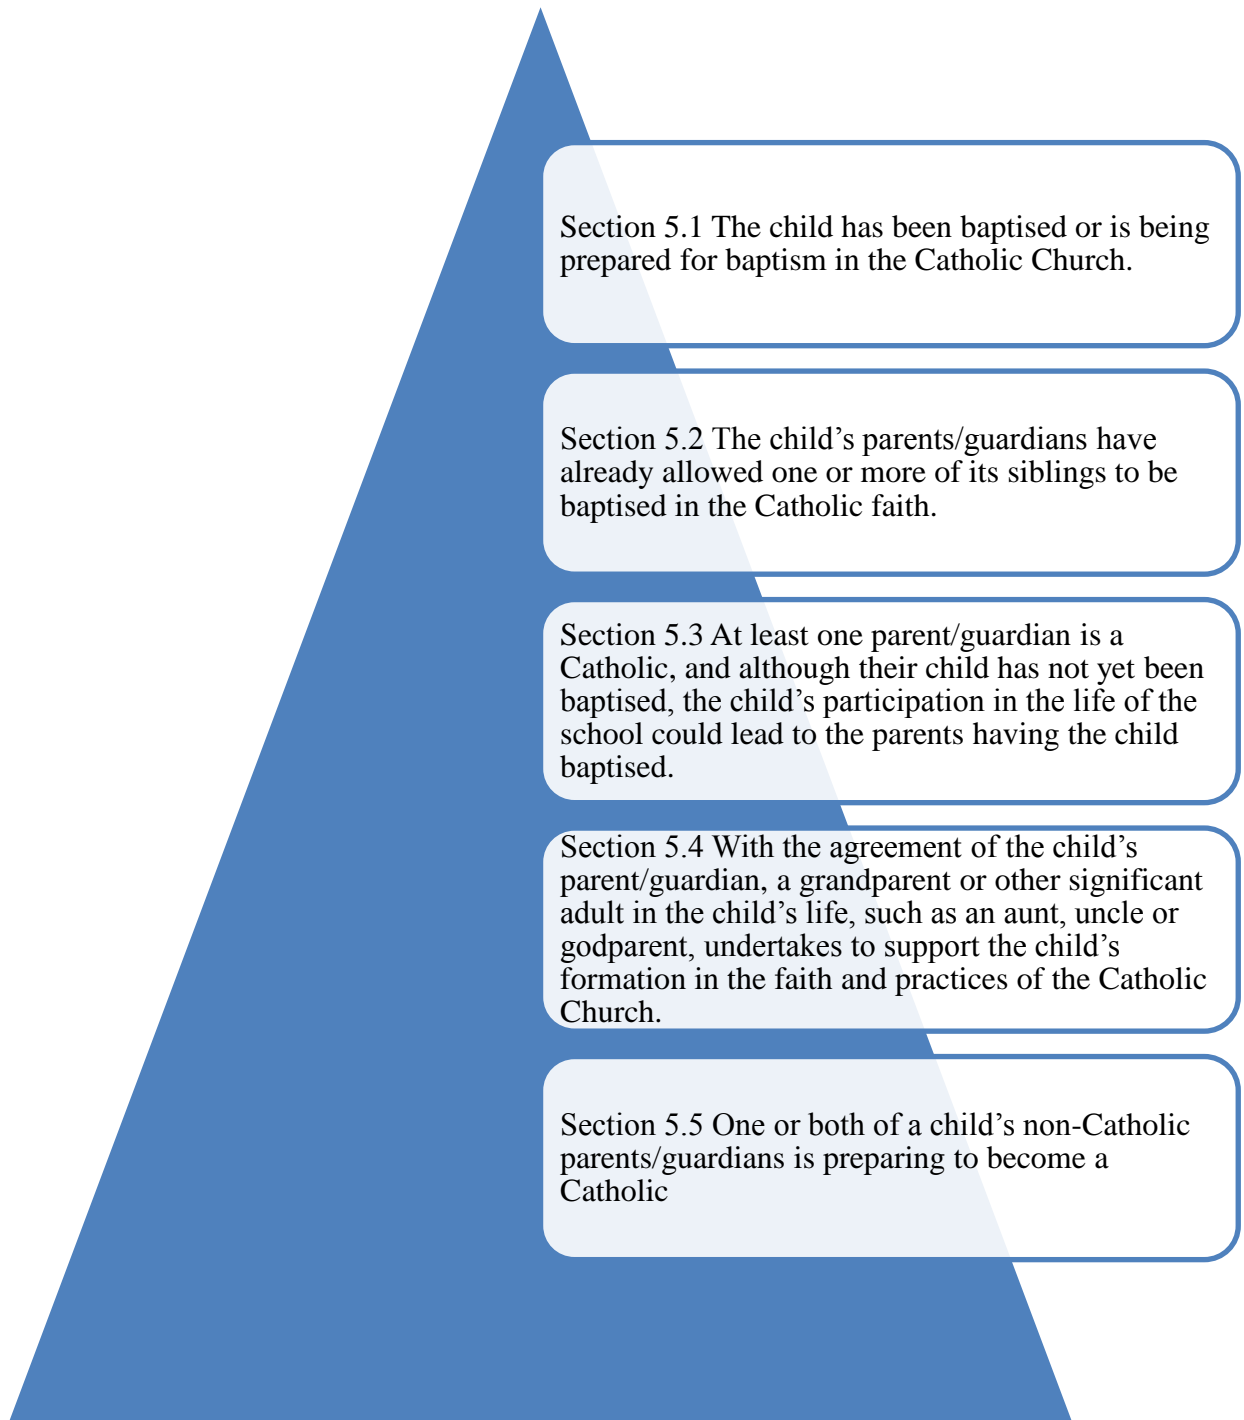 Section 5.1 The child has been baptised or is being
prepared for baptism in the Catholic Church.
Section 5.2 The child’s parents/guardians have
already allowed one or more of its siblings to be
baptised in the Catholic faith.
Section 5.3 At least one parent/guardian is a
Catholic, and although their child has not yet been
baptised, the child’s participation in the life of the
school could lead to the parents having the child
baptised.
Section 5.4 With the agreement of the child’s
parent/guardian, a grandparent or other significant
adult in the child’s life, such as an aunt, uncle or
godparent, undertakes to support the child’s
formation in the faith and practices of the Catholic
Church.
Section 5.5 One or both of a child’s non-Catholic
parents/guardians is preparing to become a
Catholic